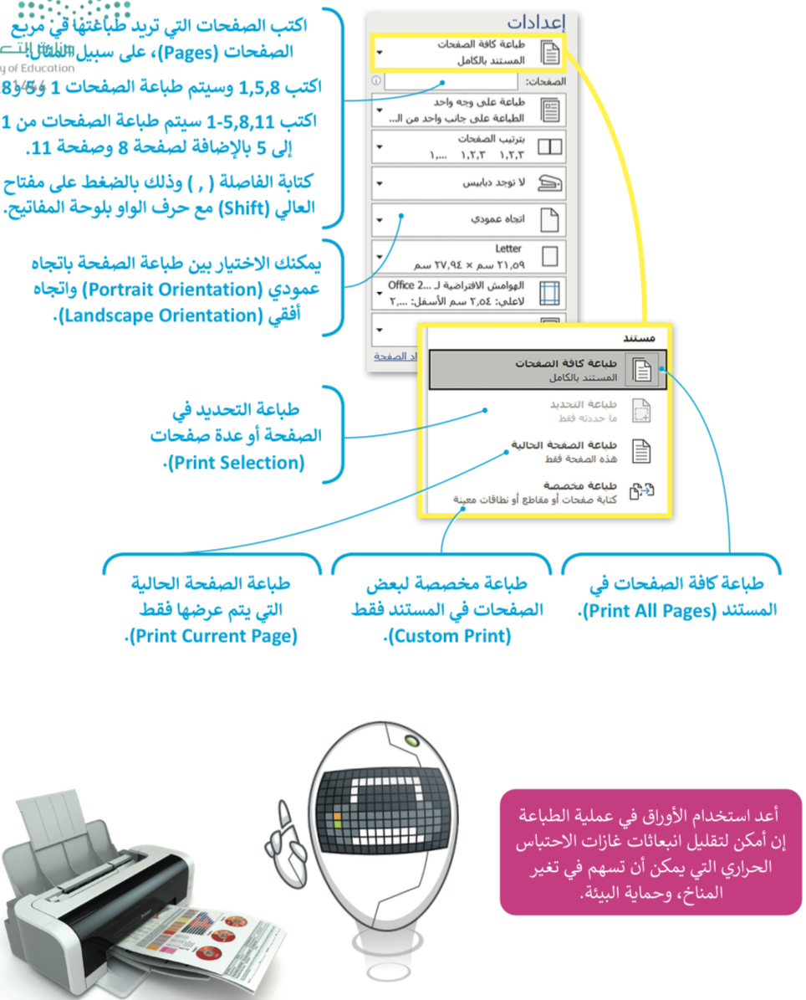 اكتب الصفحات التي تريد طباغتها في مربع
الصفحات (Pages)، على سبيل المثال:
y of Education
1444
اكتب 1,5,8 وسيتم طباعة الصفحات 1 و5 و8.
اكتب 1-5,8,11 سيتم طباعة الصفحات من 1
إلى 5 بالإضافة لصفحة 8 وصفحة 11.
كتابة الفاصلة ( , ) وذلك بالضغط على مفتاح
العالي (Shift) مع حرف الواو بلوحة المفاتيح.
يمكنك الاختيار بين طباعة الصفحة باتجاه
عمودي (Portrait Orientation) واتجاه
أفقي (Landscape Orientation).
إعدادات
طباعة كافة الصفحات
المستند بالكامل
الصفحات:
طباعة على وجه واحد
الطباعة على جانب واحد من الـ...
بترتيب الصفحات
١,٢,٣ ١,٢,٣ ...,١
لا توجد دبابيس
اتجاه عمودي
Letter
٢١,٥٩ سم × ٢٧,٩٤ سم
الهوامش الافتراضية لـ ...Office 2
لاعلي: ٢,٥٤ سم الأسفل: ...,٢
اد الصفحة
مستند
طباعة كافة الصفحات
المستند بالكامل
طباعة التحديد
ما حددته فقط
طباعة الصفحة الحالية
هذه الصفحة فقط
طباعة مخصصة
كتابة صفحات أو مقاطع أو نطاقات معينة
طباعة التحديد في
الصفحة أو عدة صفحات
(Print Selection).
طباعة كافة الصفحات في
المستند (Print All Pages).
طباعة مخصصة لبعض
الصفحات في المستند فقط
(Custom Print).
طباعة الصفحة الحالية
التي يتم عرضها فقط
(Print Current Page).
أعد استخدام الأوراق في عملية الطباعة
إن أمكن لتقليل انبعاثات غازات الاحتباس
الحراري التي يمكن أن تسهم في تغير
المناخ، وحماية البيئة.